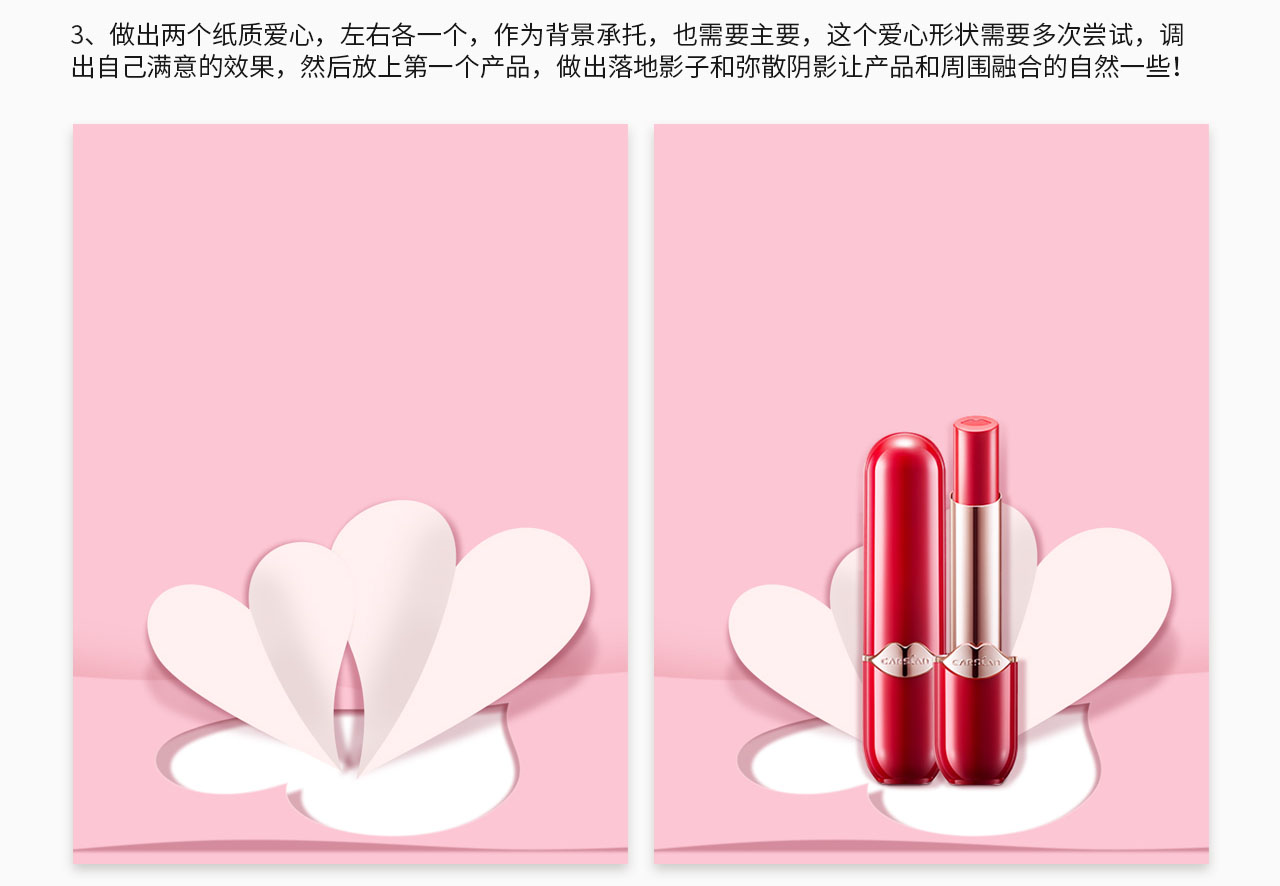 3、做出两个纸质爱心，左右各一个，作为背景承托，也需要主要，这个爱心形状需要多次尝试，调
出自己满意的效果，然后放上第一个产品，做出落地影子和弥散阴影让产品和周围融合的自然一些！
CARSLAN CARSLAN